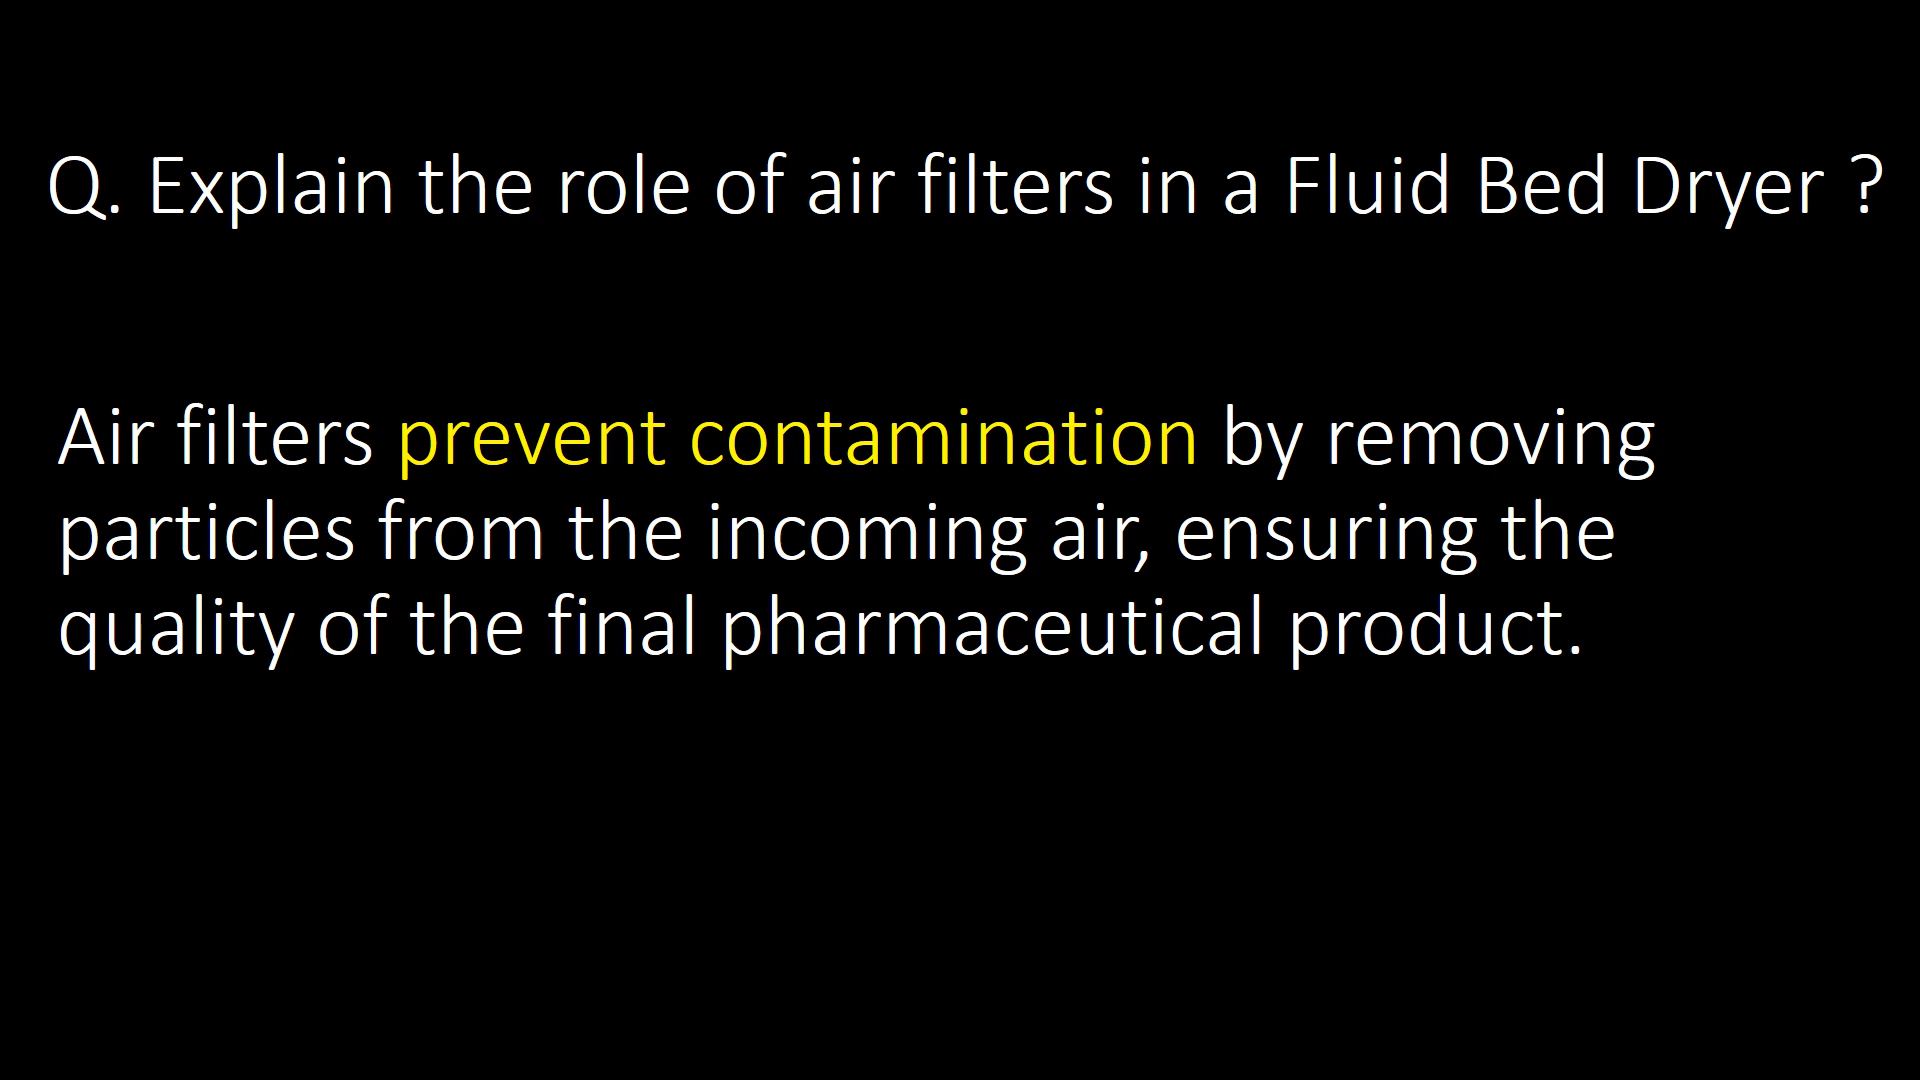 Q. Explain the role of air filters in a Fluid Bed Dryer ?
Air filters prevent contamination by removing
particles from the incoming air, ensuring the
quality of the final pharmaceutical product.